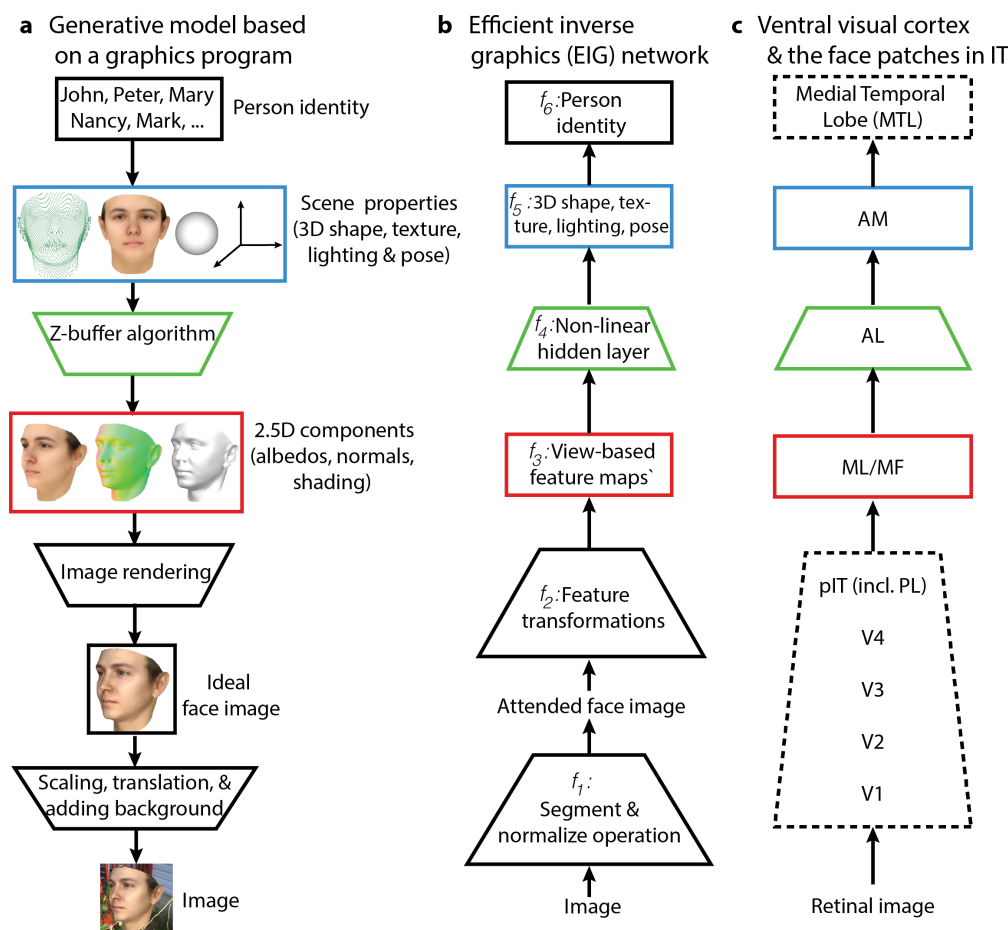 a Generative model based
on a graphics program
John, Peter, Mary
Nancy, Mark, ...
Person identity
Scene properties
(3D shape, texture,
lighting & pose)
Z-buffer algorithm
2.5D components
(albedos, normals,
shading)
Image rendering
Ideal
face image
Scaling, translation, &
adding background
Image
b Efficient inverse
graphics (EIG) network
f6:Person
identity
f5:3D shape, tex-
ture, lighting, pose
f4:Non-linear
hidden layer
f3:View-based
feature maps`
f2:Feature
transformations
Attended face image
f1:
Segment &
normalize operation
Image
c Ventral visual cortex
& the face patches in IT
Medial Temporal
Lobe (MTL)
AM
AL
ML/MF
pIT (incl. PL)
V4
V3
V2
V1
Retinal image